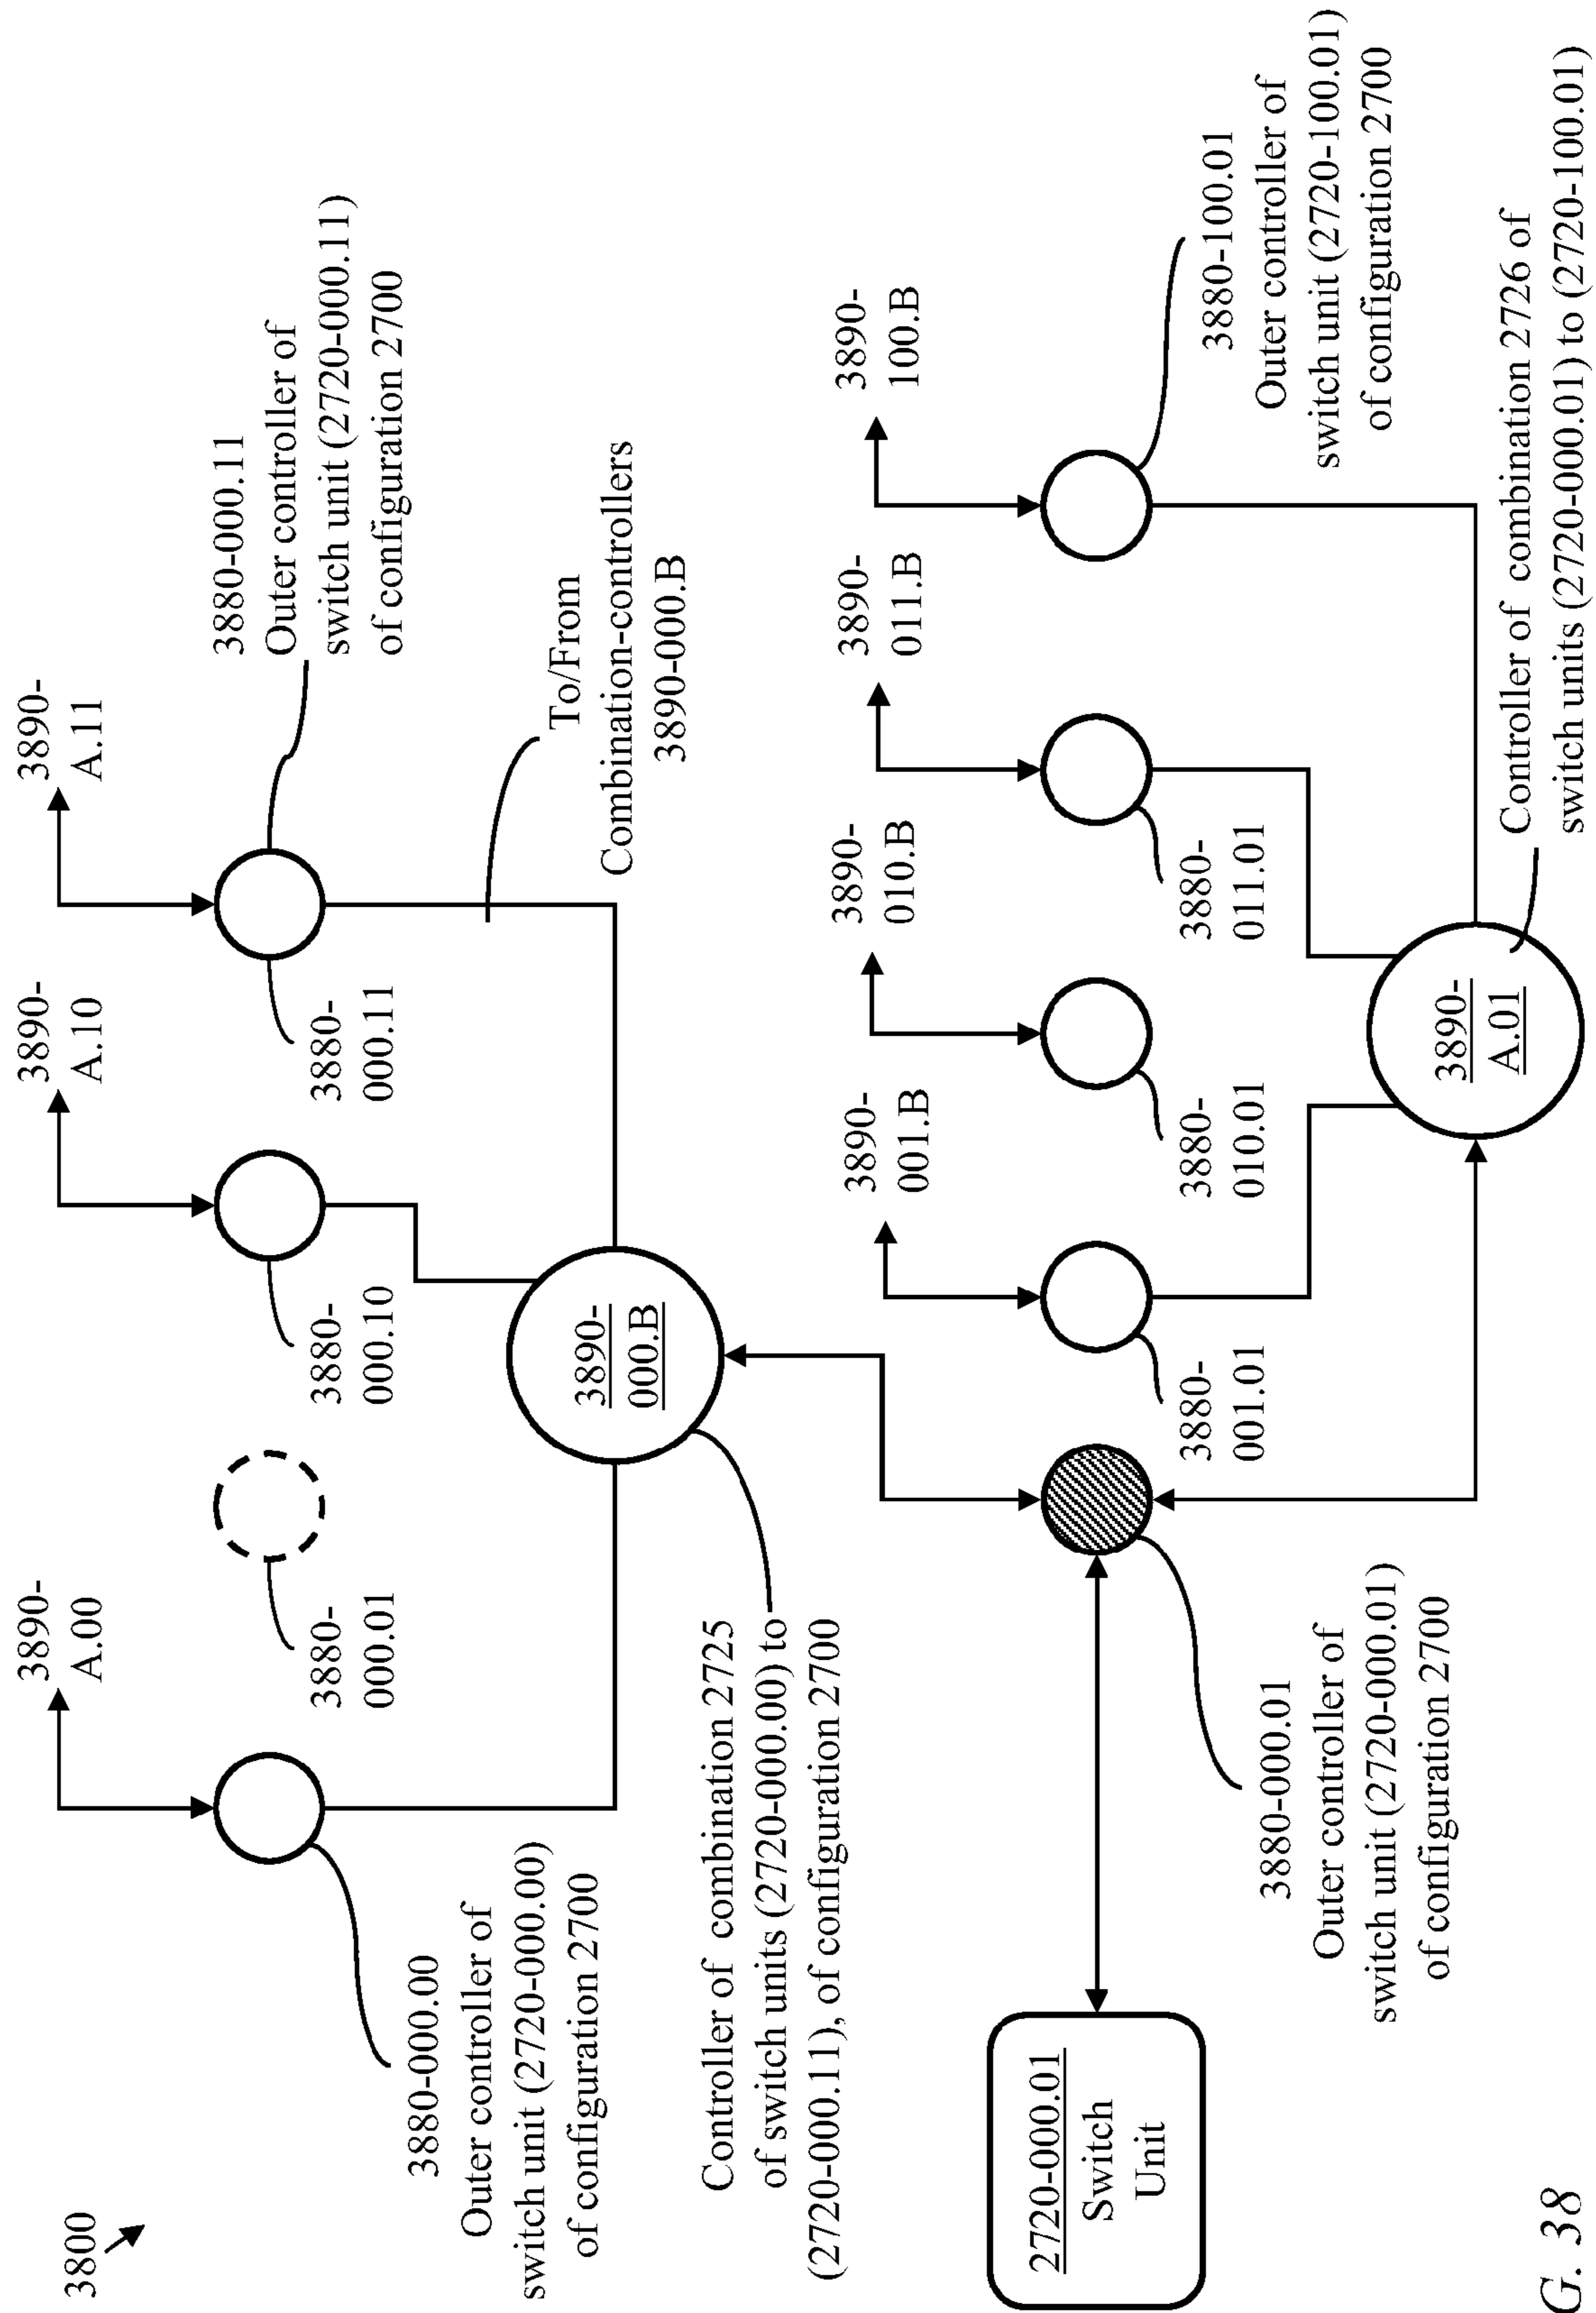 3800
3890-
A.00
3890-
A.10
3890-
A.11
3880-000.00
Outer controller of
switch unit (2720-000.00)
of configuration 2700
3880-
000.01
3880-
000.10
3880-
000.11
3880-000.11
Outer controller of
switch unit (2720-000.11)
of configuration 2700
To/From
Combination-controllers
3890-000.B
3890-
000.B
Controller of combination 2725
of switch units (2720-000.00) to
(2720-000.11), of configuration 2700
3890-
001.B
3890-
010.B
3890-
011.B
3890-
100.B
2720-000.01
Switch
Unit
3880-000.01
Outer controller of
switch unit (2720-000.01)
of configuration 2700
3880-
001.01
3880-
010.01
3880-
011.01
3880-100.01
Outer controller of
switch unit (2720-100.01)
of configuration 2700
3890-
A.01
Controller of combination 2726 of
switch units (2720-000.01) to (2720-100.01)
G. 38